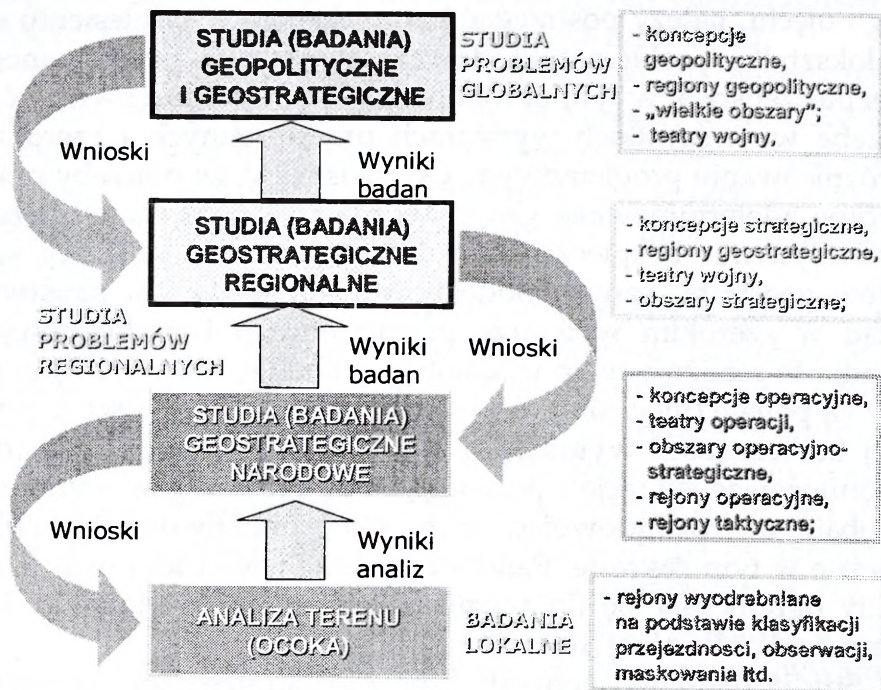 STUDIA (BADANIA)
GEOPOLITYCZNE
I GEOSTRATEGICZNE
STUDIA
PROBLEMÓW
GLOBALNYCH
- koncepcje
geopolityczne,
- regiony geopolityczne,
- „wielkie obszary";
- teatry wojny,
Wnioski
Wyniki
badan
STUDIA (BADANIA)
GEOSTRATEGICZNE
REGIONALNE
- koncepcje strategiczne,
- regiony geostrategiczne,
- teatry wojny,
- obszary strategiczne;
STUDIA
PROBLEMÓW
REGIONALNYCH
Wyniki
badan
Wnioski
STUDIA (BADANIA)
GEOSTRATEGICZNE
NARODOWE
- koncepcje operacyjne,
- teatry operacji,
- obszary operacyjno-
strategiczne,
- rejony operacyjne,
- rejony taktyczne;
Wnioski
Wyniki
analiz
ANALIZA TERENU
(OCOKA)
BADANIA
LOKALNE
- rejony wyodrebniane
na podstawie klasyfikacji
przejezdnosci, obserwacji,
maskowania itd.